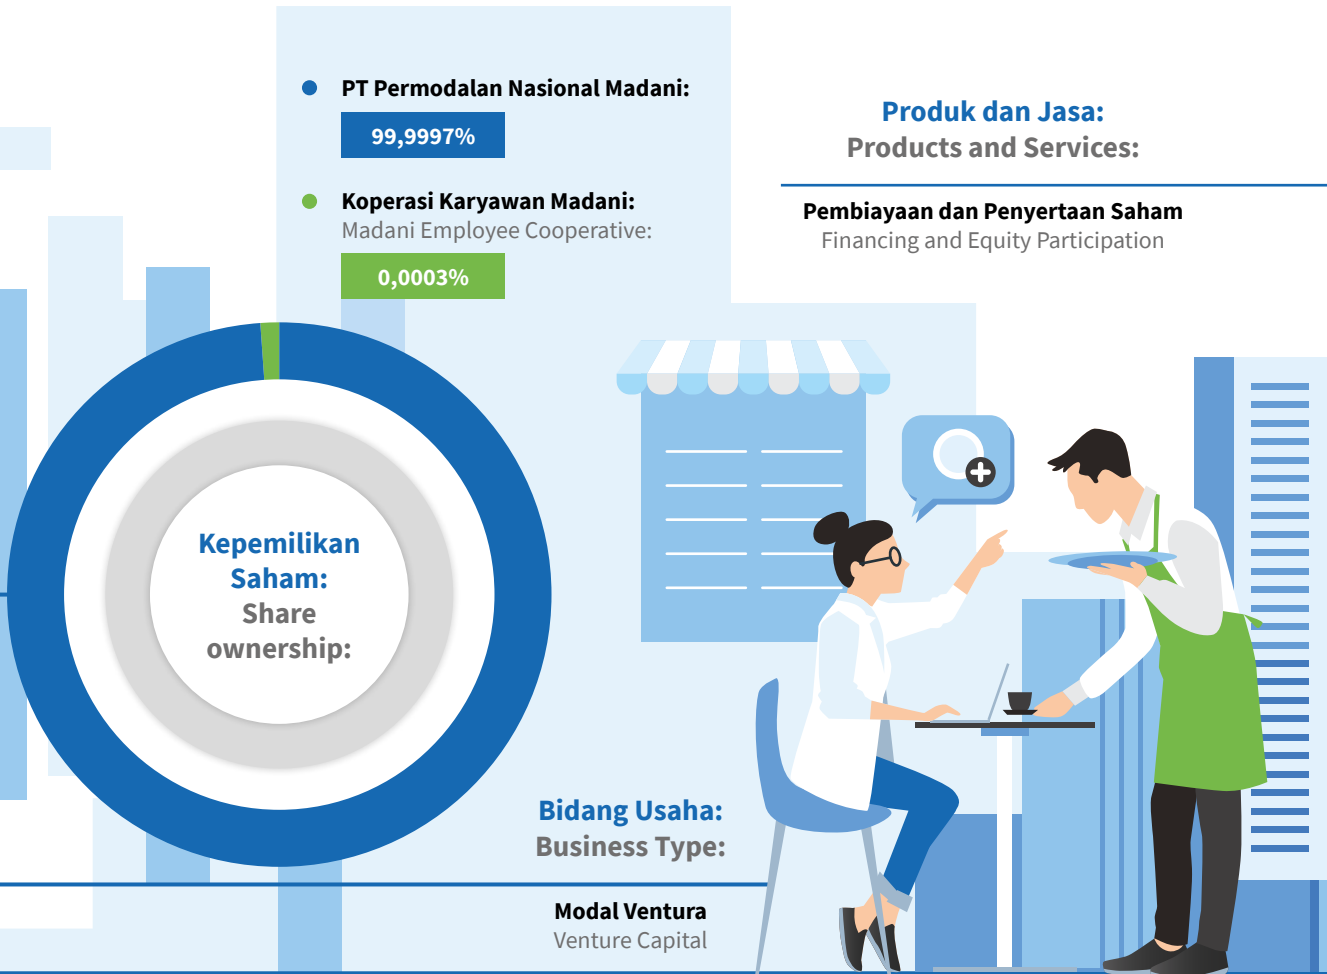 PT Permodalan Nasional Madani:
99,9997%
Koperasi Karyawan Madani:
Madani Employee Cooperative:
0,0003%
Produk dan Jasa:
Products and Services:
Pembiayaan dan Penyertaan Saham
Financing and Equity Participation
Kepemilikan
Saham:
Share
ownership:
Bidang Usaha:
Business Type:
Modal Ventura
Venture Capital